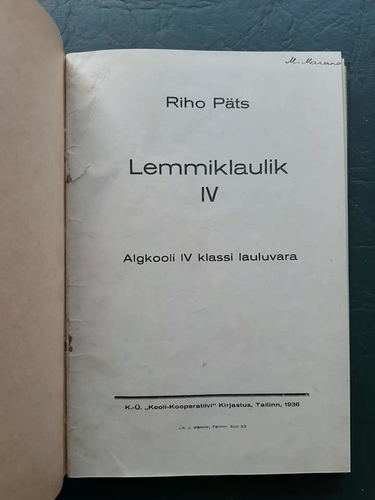 Riho Päts
Lemmiklaulik
IV
Algkooli IV klassi lauluvara
K.-Ü. „Kooli-Kooperatiivi“ Kirjastus, Tallinn, 1936